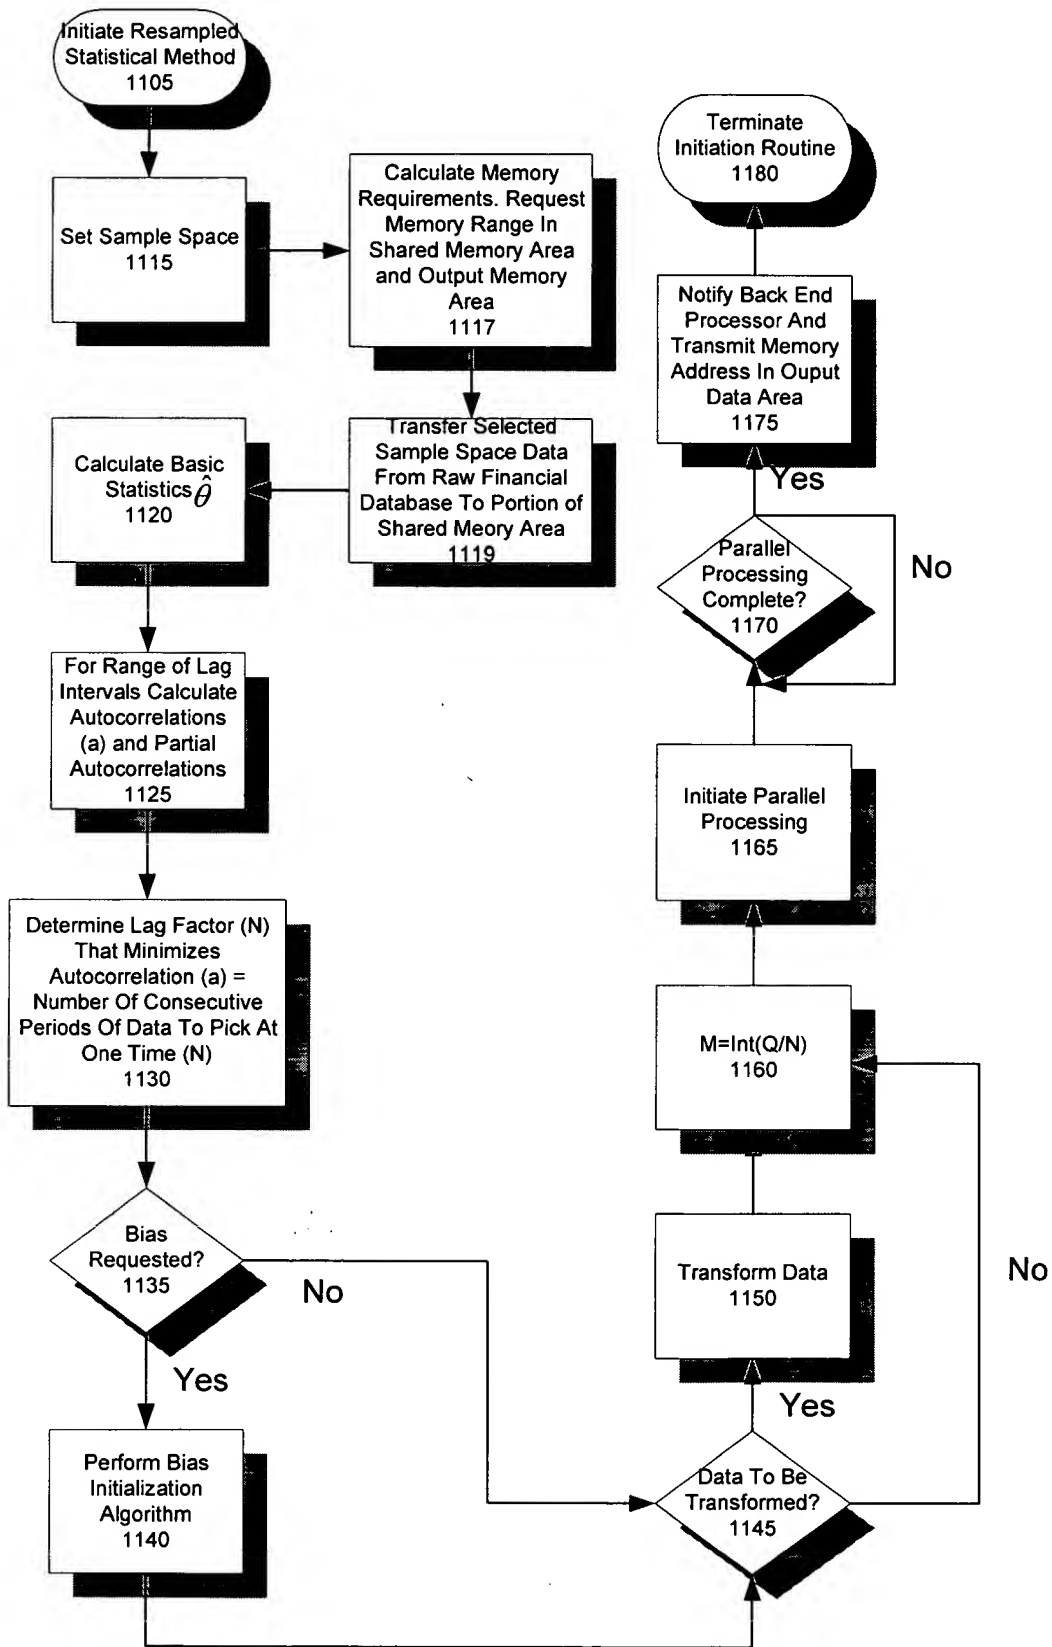 Initiate Resampled
Statistical Method
1105
Set Sample Space
1115
Calculate Memory
Requirements. Request
Memory Range In
Shared Memory Area
and Output Memory
Area
1117
Transfer Selected
Sample Space Data
From Raw Financial
Database To Portion of
Shared Meory Area
1119
Calculate Basic
Statistics θ̂
1120
For Range of Lag
Intervals Calculate
Autocorrelations
(a) and Partial
Autocorrelations
1125
Determine Lag Factor (N)
That Minimizes
Autocorrelation (a) =
Number Of Consecutive
Periods Of Data To Pick At
One Time (N)
1130
Bias
Requested?
1135
No
Yes
Perform Bias
Initialization
Algorithm
1140
Data To Be
Transformed?
1145
Yes
No
Transform Data
1150
M=Int(Q/N)
1160
Initiate Parallel
Processing
1165
Parallel
Processing
Complete?
1170
No
Yes
Notify Back End
Processor And
Transmit Memory
Address In Ouput
Data Area
1175
Terminate
Initiation Routine
1180